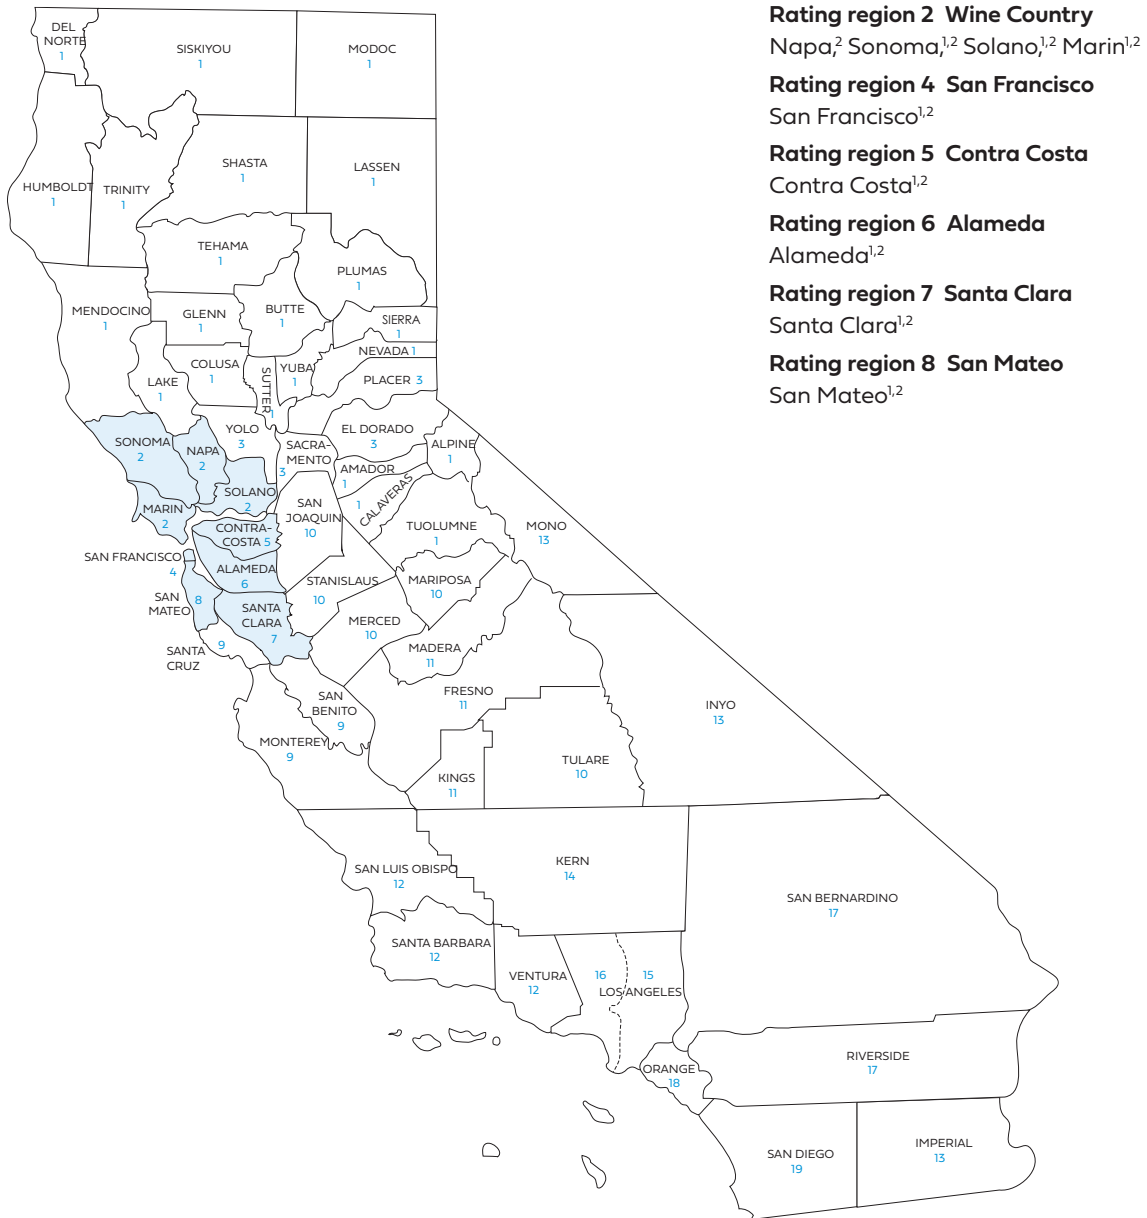 Rating region 2 Wine Country
Napa,² Sonoma,¹,² Solano,¹,² Marin¹,²
Rating region 4 San Francisco
San Francisco¹,²
Rating region 5 Contra Costa
Contra Costa¹,²
Rating region 6 Alameda
Alameda¹,²
Rating region 7 Santa Clara
Santa Clara¹,²
Rating region 8 San Mateo
San Mateo¹,²
DEL
NORTE
1
SISKIYOU
1
MODOC
1
HUMBOLDT
1
TRINITY
1
SHASTA
1
LASSEN
1
TEHAMA
1
PLUMAS
1
MENDOCINO
1
GLENN
1
BUTTE
1
SIERRA
1
NEVADA 1
COLUSA
1
SUTTER
1
YUBA
1
PLACER 3
LAKE
1
SONOMA
2
NAPA
2
YOLO
3
SACRA-
MENTO
3
EL DORADO
3
ALPINE
1
AMADOR
1
CALAVERAS
1
SOLANO
2
MARIN
2
SAN
JOAQUIN
10
CONTRA-
COSTA 5
TUOLUMNE
1
MONO
13
SAN FRANCISCO
4
ALAMEDA
6
STANISLAUS
10
MARIPOSA
10
SAN
MATEO
8
SANTA
CLARA
7
MERCED
10
SANTA
CRUZ
9
MADERA
11
SAN
BENITO
9
FRESNO
11
INYO
13
MONTEREY
9
KINGS
11
TULARE
10
SAN LUIS OBISPO
12
KERN
14
SAN BERNARDINO
17
SANTA BARBARA
12
VENTURA
12
16 15
LOS ANGELES
ORANGE
18
RIVERSIDE
17
SAN DIEGO
19
IMPERIAL
13